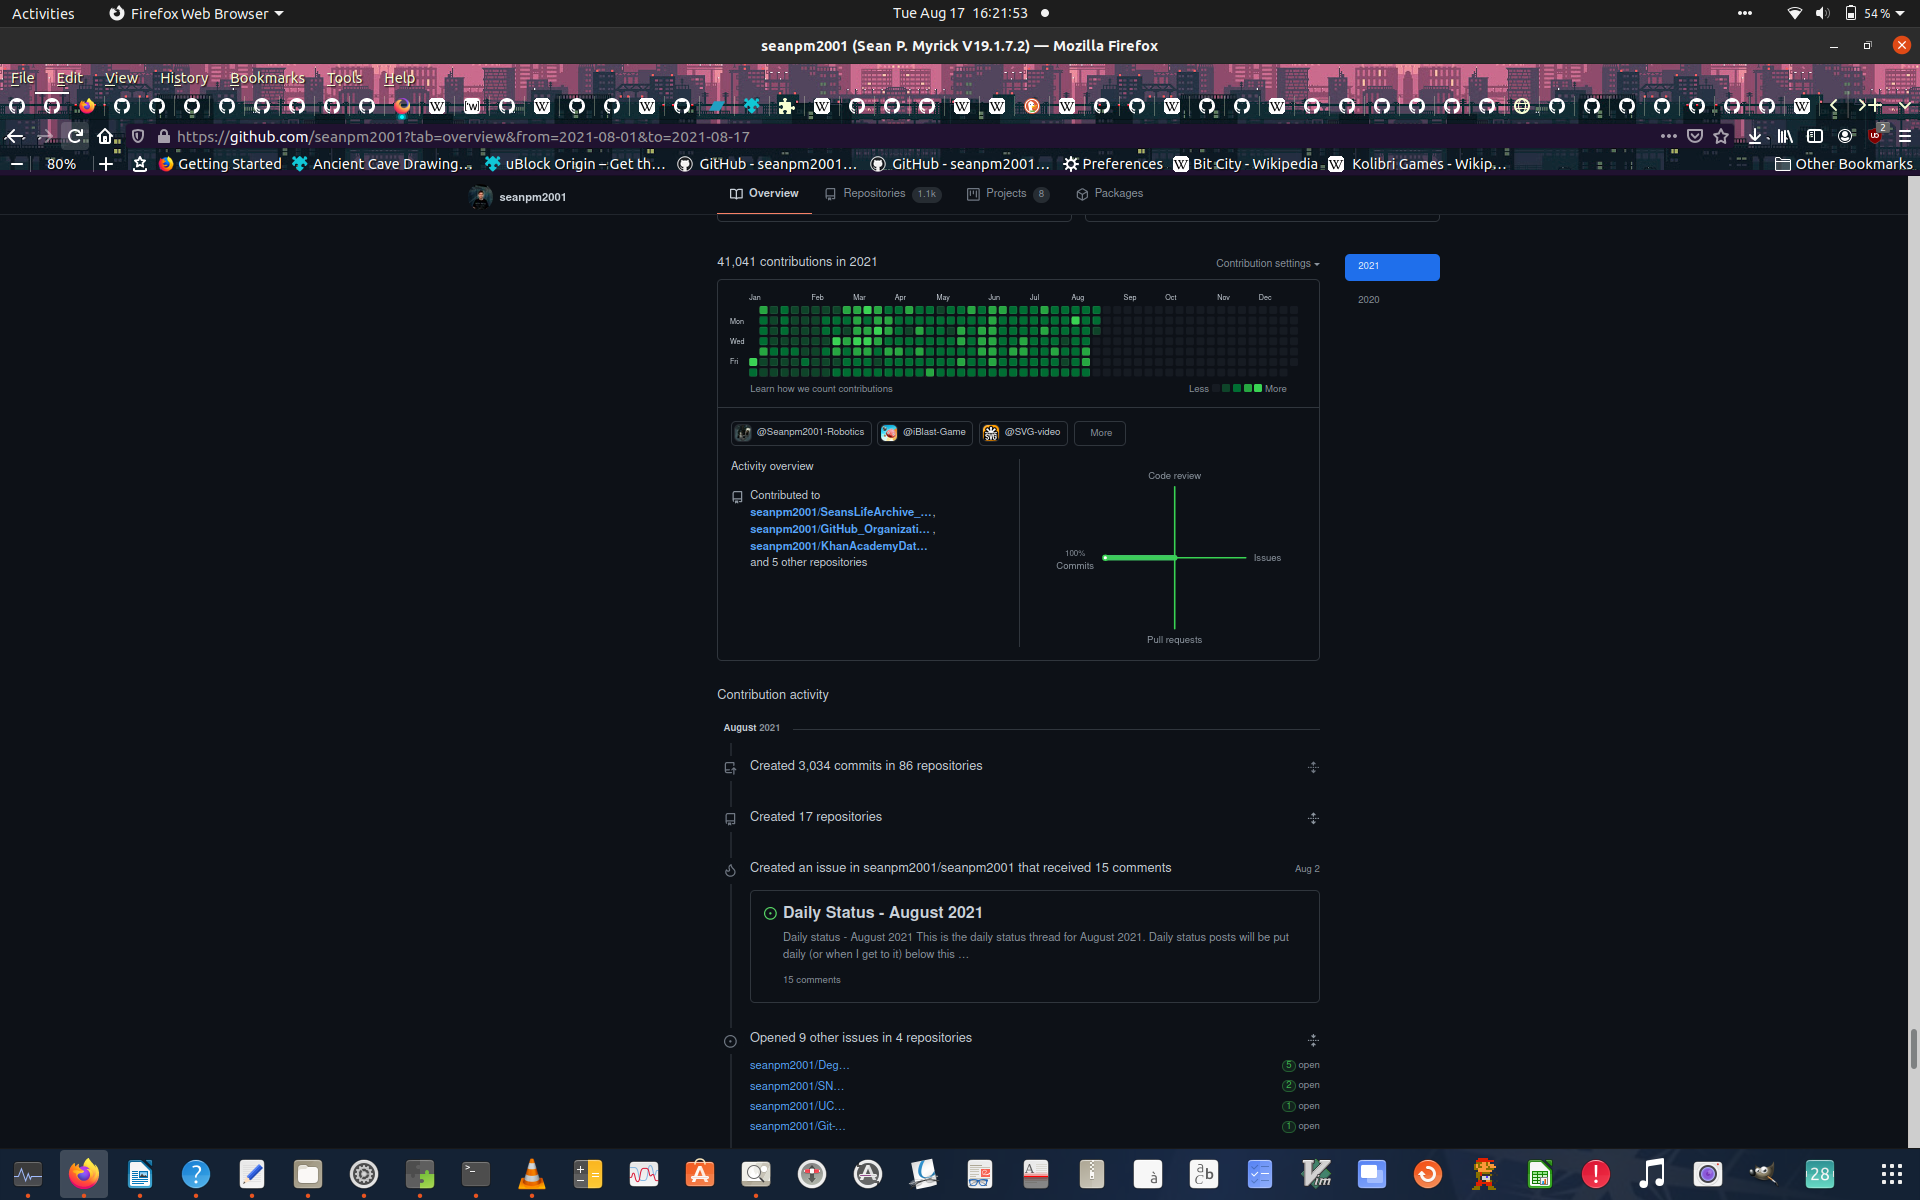 Activities
Firefox Web Browser
Tue Aug 17 16:21:53
54 %
seanpm2001 (Sean P. Myrick V19.1.7.2) — Mozilla Firefox
File Edit View History Bookmarks Tools Help
https://github.com/seanpm2001?tab=overview&from=2021-08-01&to=2021-08-17
2
80%
Getting Started
Ancient Cave Drawing…
uBlock Origin – Get th…
GitHub - seanpm2001…
GitHub - seanpm2001…
Preferences
Bit City - Wikipedia
Kolibri Games - Wikip…
Other Bookmarks
seanpm2001
Overview
Repositories 1.1k
Projects 8
Packages
41,041 contributions in 2021
Contribution settings
2021
2020
Jan Feb Mar Apr May Jun Jul Aug Sep Oct Nov Dec
Mon
Wed
Fri
Learn how we count contributions
Less More
@Seanpm2001-Robotics
@iBlast-Game
@SVG-video
More
Activity overview
Contributed to
seanpm2001/SeansLifeArchive_…,
seanpm2001/GitHub_Organizati… ,
seanpm2001/KhanAcademyDat…
and 5 other repositories
Code review
100%
Commits
Issues
Pull requests
Contribution activity
August 2021
Created 3,034 commits in 86 repositories
Created 17 repositories
Created an issue in seanpm2001/seanpm2001 that received 15 comments
Aug 2
Daily Status - August 2021
Daily status - August 2021 This is the daily status thread for August 2021. Daily status posts will be put
daily (or when I get to it) below this …
15 comments
Opened 9 other issues in 4 repositories
seanpm2001/Deg…
5 open
seanpm2001/SN…
2 open
seanpm2001/UC…
1 open
seanpm2001/Git-…
1 open
28